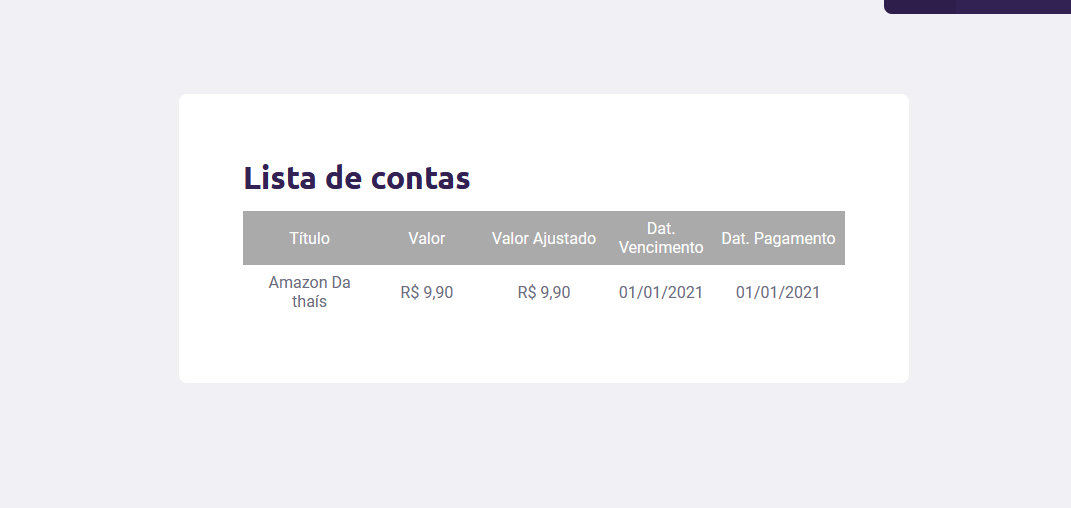 Lista de contas
Título Valor Valor Ajustado Dat. Vencimento Dat. Pagamento
Amazon Da thaís R$ 9,90 R$ 9,90 01/01/2021 01/01/2021